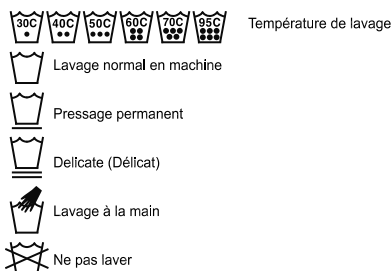 30C 40C 50C 60C 70C 95C Température de lavage
Lavage normal en machine
Pressage permanent
Delicate (Délicat)
Lavage à la main
Ne pas laver